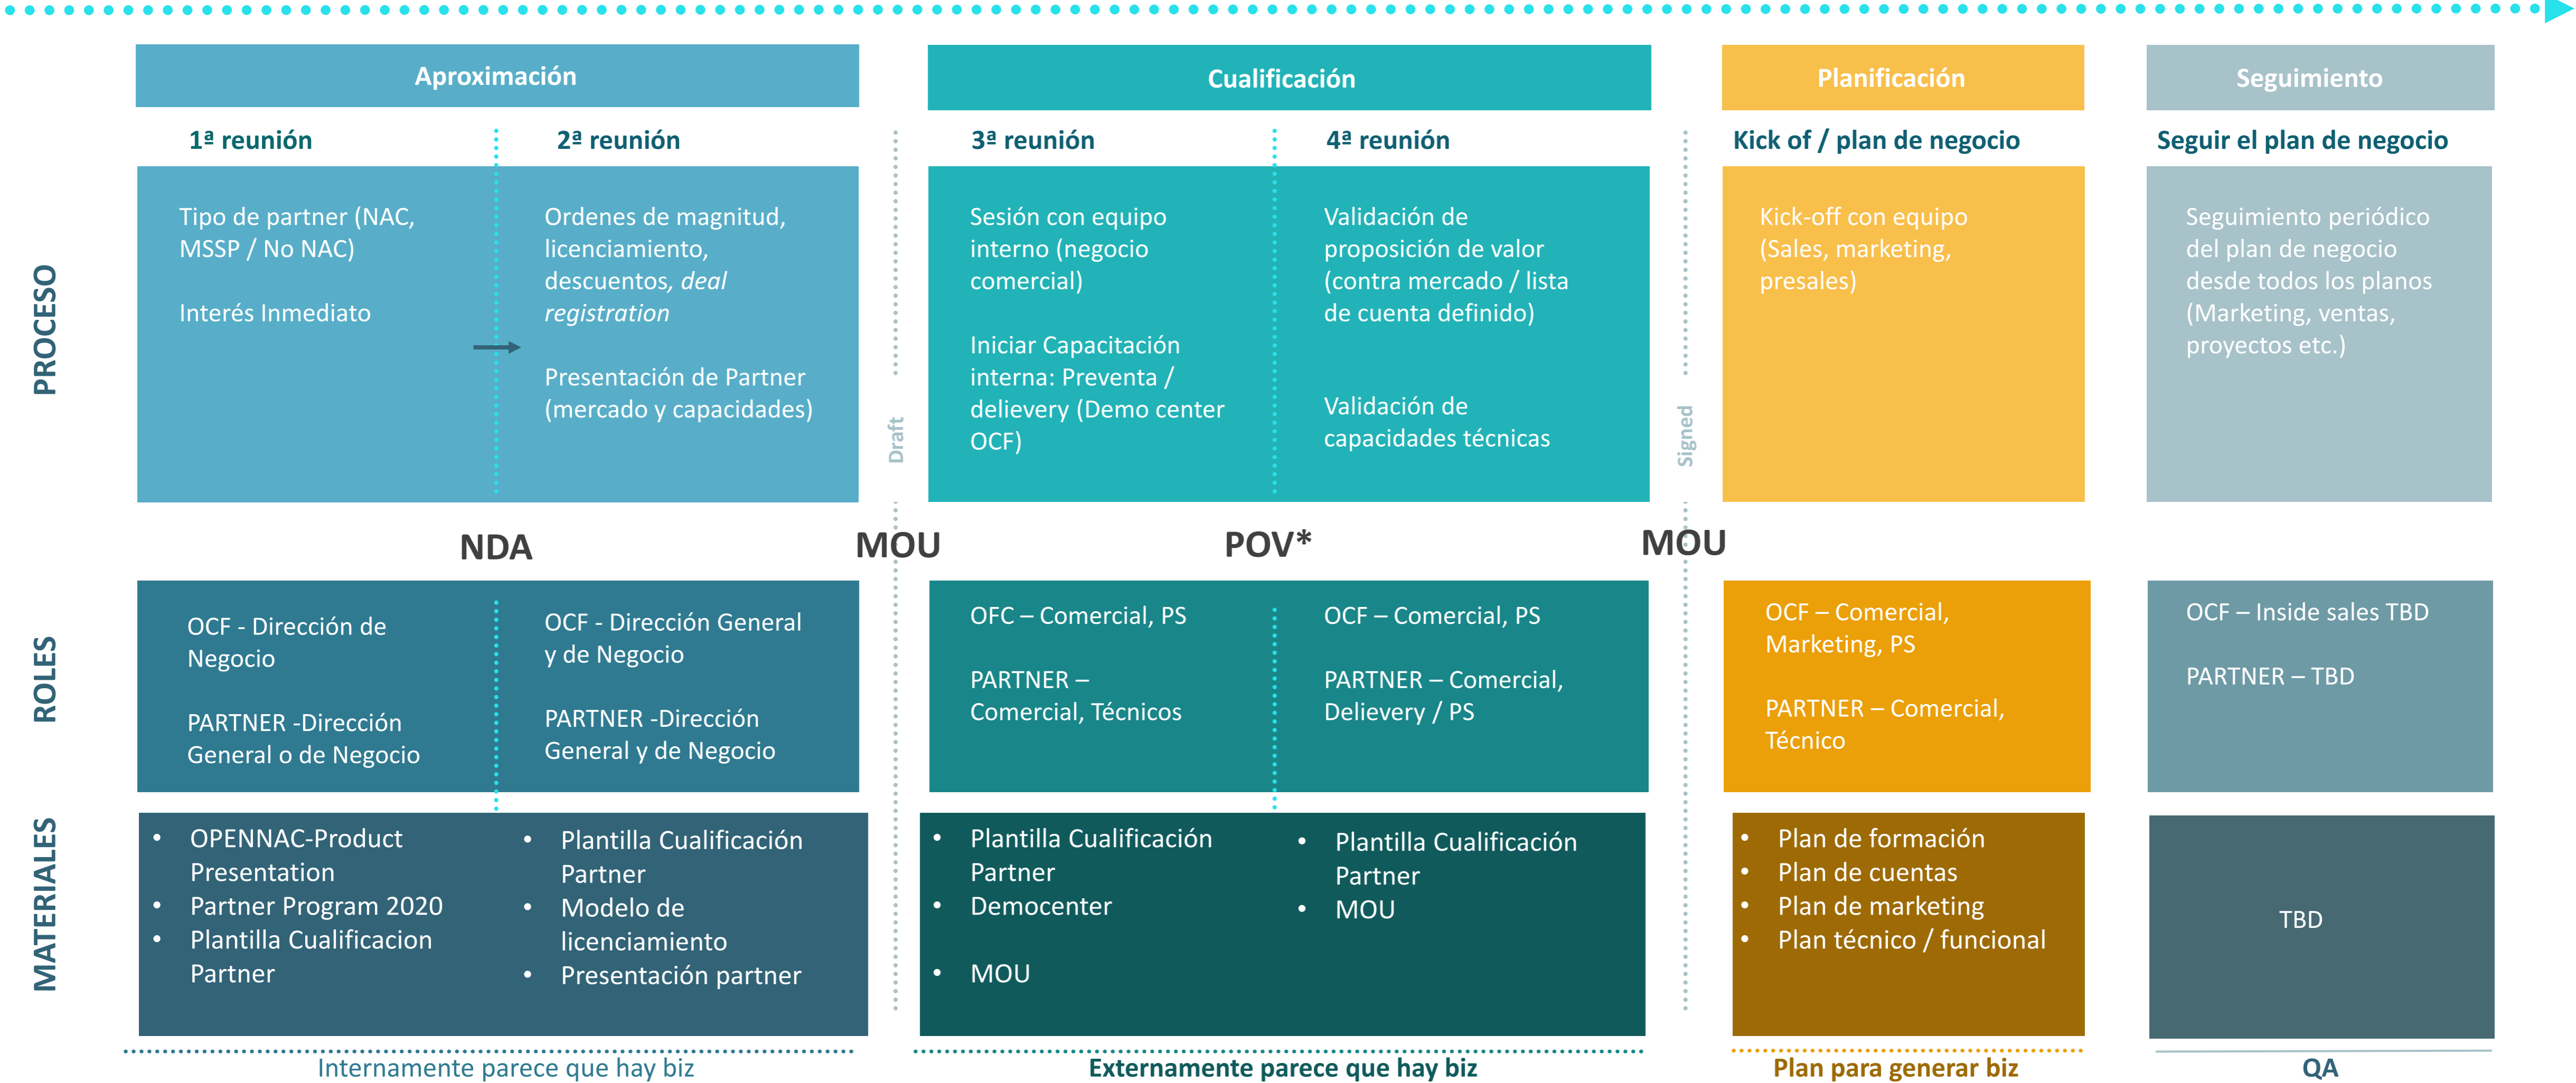 Aproximación
Cualificación
Planificación
Seguimiento
1ª reunión
2ª reunión
3ª reunión
4ª reunión
Kick of / plan de negocio
Seguir el plan de negocio
PROCESO
Tipo de partner (NAC,
MSSP / No NAC)
Interés Inmediato
Ordenes de magnitud,
licenciamiento,
descuentos, deal
registration
Presentación de Partner
(mercado y capacidades)
Draft
Sesión con equipo
interno (negocio
comercial)
Iniciar Capacitación
interna: Preventa /
delievery (Demo center
OCF)
Validación de
proposición de valor
(contra mercado / lista
de cuenta definido)
Validación de
capacidades técnicas
Signed
Kick-off con equipo
(Sales, marketing,
presales)
Seguimiento periódico
del plan de negocio
desde todos los planos
(Marketing, ventas,
proyectos etc.)
NDA
MOU
POV*
MOU
ROLES
OCF - Dirección de
Negocio
PARTNER -Dirección
General o de Negocio
OCF - Dirección General
y de Negocio
PARTNER -Dirección
General y de Negocio
OFC – Comercial, PS
PARTNER –
Comercial, Técnicos
OCF – Comercial, PS
PARTNER – Comercial,
Delievery / PS
OCF – Comercial,
Marketing, PS
PARTNER – Comercial,
Técnico
OCF – Inside sales TBD
PARTNER – TBD
MATERIALES
• OPENNAC-Product
Presentation
• Partner Program 2020
• Plantilla Cualificacion
Partner
• Plantilla Cualificación
Partner
• Modelo de
licenciamiento
• Presentación partner
• Plantilla Cualificación
Partner
• Democenter
• MOU
• Plantilla Cualificación
Partner
• MOU
• Plan de formación
• Plan de cuentas
• Plan de marketing
• Plan técnico / funcional
TBD
Internamente parece que hay biz
Externamente parece que hay biz
Plan para generar biz
QA